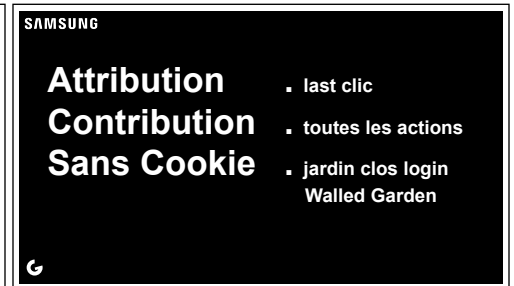 SAMSUNG
Attribution . last clic
Contribution . toutes les actions
Sans Cookie . jardin clos login
Walled Garden
G